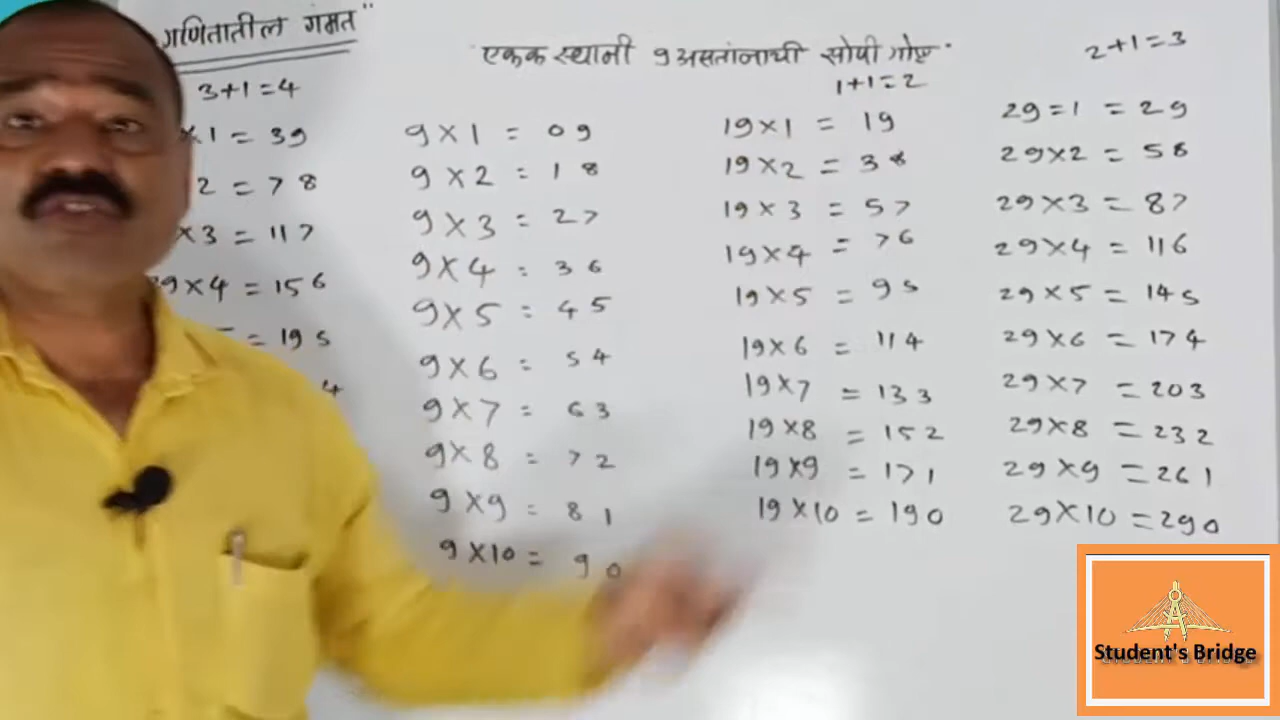 गणितातील गंमत"
एकक स्थानी 9 असतांनाची सोपी गोष्ट
2+1=3
3+1=4
1+1=2
×1 = 39
2 = 78
×3 = 117
39×4 = 156
= 195
4
9×1 = 09
9×2 = 18
9×3 = 27
9×4 = 36
9×5 = 45
9×6 = 54
9×7 = 63
9×8 = 72
9×9 = 81
9×10 = 90
19×1 = 19
19×2 = 38
19×3 = 57
19×4 = 76
19×5 = 95
19×6 = 114
19×7 = 133
19×8 = 152
19×9 = 171
19×10 = 190
29=1 = 29
29×2 = 58
29×3 = 87
29×4 = 116
29×5 = 145
29×6 = 174
29×7 = 203
29×8 = 232
29×9 = 261
29×10 = 290
Student's Bridge